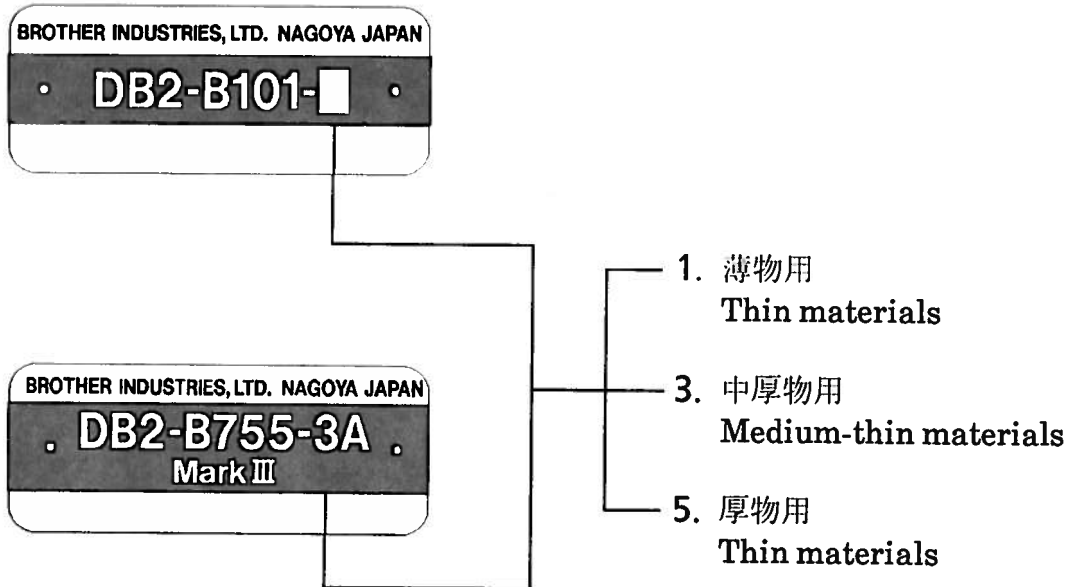 BROTHER INDUSTRIES, LTD. NAGOYA JAPAN
DB2-B101-
BROTHER INDUSTRIES, LTD. NAGOYA JAPAN
DB2-B755-3A
Mark Ⅲ
1. 薄物用
Thin materials
3. 中厚物用
Medium-thin materials
5. 厚物用
Thin materials